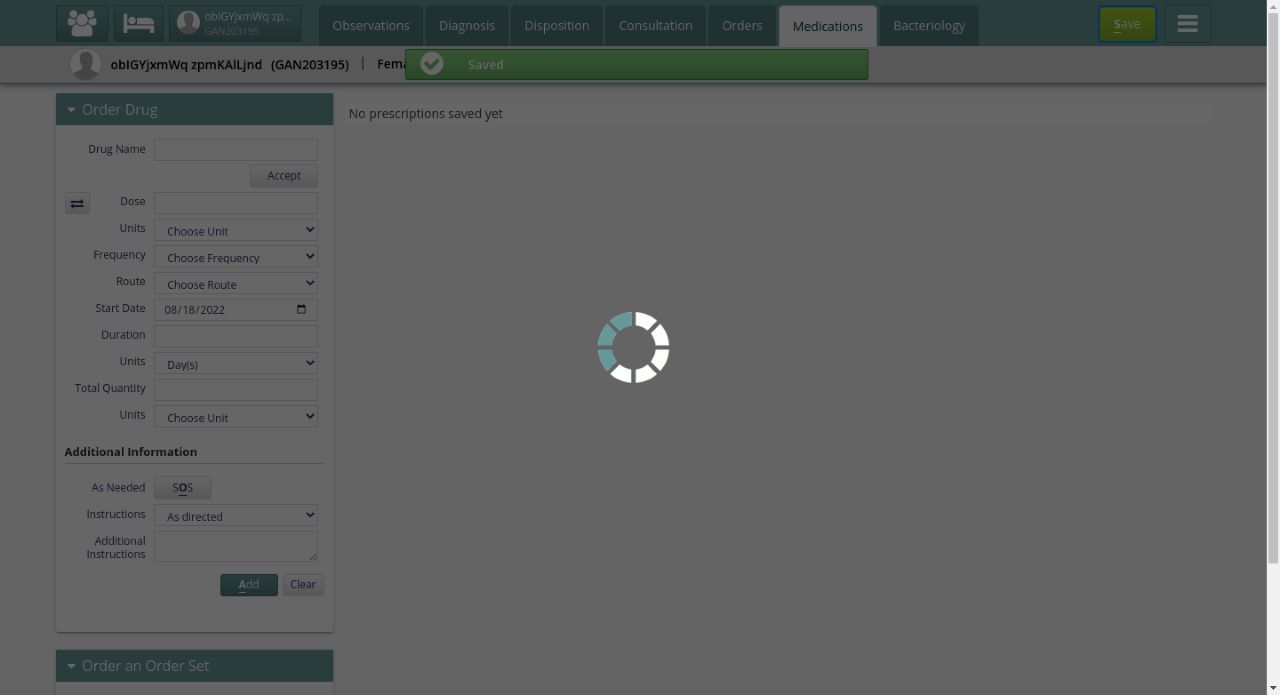 obIGYjxmWq zp...
GAN203195
Observations
Diagnosis
Disposition
Consultation
Orders
Medications
Bacteriology
Save
obIGYjxmWq zpmKAlLjnd (GAN203195) | Fema
Saved
Order Drug
No prescriptions saved yet
Drug Name
Accept
Dose
Units Choose Unit
Frequency Choose Frequency
Route Choose Route
Start Date 08/18/2022
Duration
Units Day(s)
Total Quantity
Units Choose Unit
Additional Information
As Needed SOS
Instructions As directed
Additional
Instructions
Add Clear
Order an Order Set